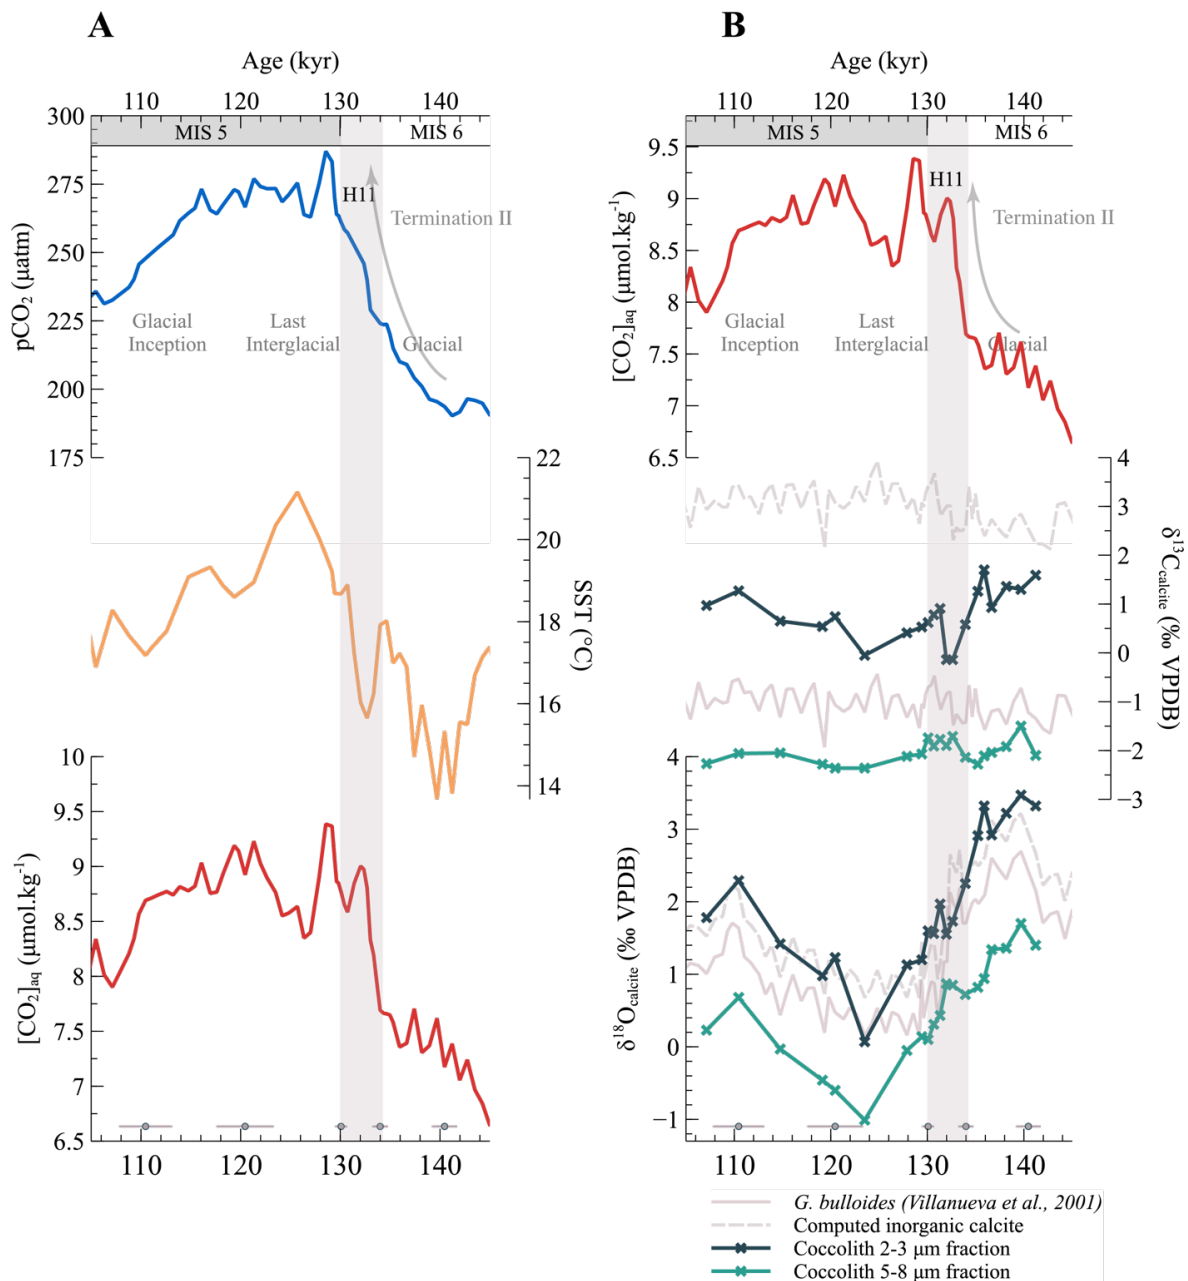 A
B
Age (kyr)
Age (kyr)
110 120 130 140
110 120 130 140
MIS 5 MIS 6
MIS 5 MIS 6
300
275
250
225
200
175
pCO₂ (µatm)
H11
Termination II
Glacial
Inception
Last
Interglacial
Glacial
22
20
18
16
14
SST (°C)
10
9.5
9
8.5
8
7.5
7
6.5
[CO₂]aq (µmol.kg⁻¹)
110 120 130 140
9.5
9
8.5
8
7.5
7
6.5
[CO₂]aq (µmol.kg⁻¹)
H11
Termination II
Glacial
Inception
Last
Interglacial
Glacial
4
3
2
1
0
−1
−2
−3
δ¹³Ccalcite (‰ VPDB)
4
3
2
1
0
−1
δ¹⁸Ocalcite (‰ VPDB)
110 120 130 140
G. bulloides (Villanueva et al., 2001)
Computed inorganic calcite
Coccolith 2-3 µm fraction
Coccolith 5-8 µm fraction